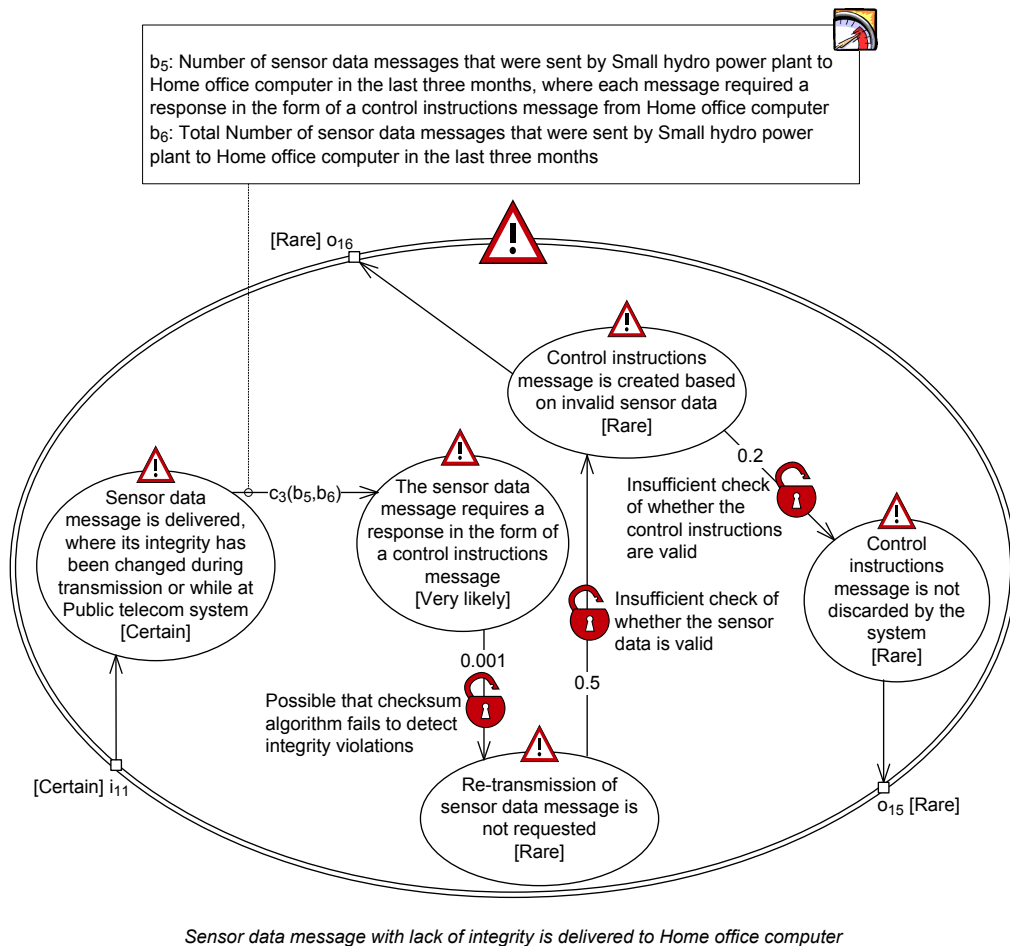 b5: Number of sensor data messages that were sent by Small hydro power plant to
Home office computer in the last three months, where each message required a
response in the form of a control instructions message from Home office computer
b6: Total Number of sensor data messages that were sent by Small hydro power
plant to Home office computer in the last three months
[Rare] o16
Control instructions
message is created based
on invalid sensor data
[Rare]
0.2
Insufficient check
of whether the
control instructions
are valid
Sensor data
message is delivered,
where its integrity has
been changed during
transmission or while at
Public telecom system
[Certain]
c3(b5,b6)
The sensor data
message requires a
response in the form of
a control instructions
message
[Very likely]
Control
instructions
message is not
discarded by the
system
[Rare]
Insufficient check of
whether the sensor
data is valid
0.001
0.5
Possible that checksum
algorithm fails to detect
integrity violations
[Certain] i11
Re-transmission of
sensor data message is
not requested
[Rare]
o15 [Rare]
Sensor data message with lack of integrity is delivered to Home office computer